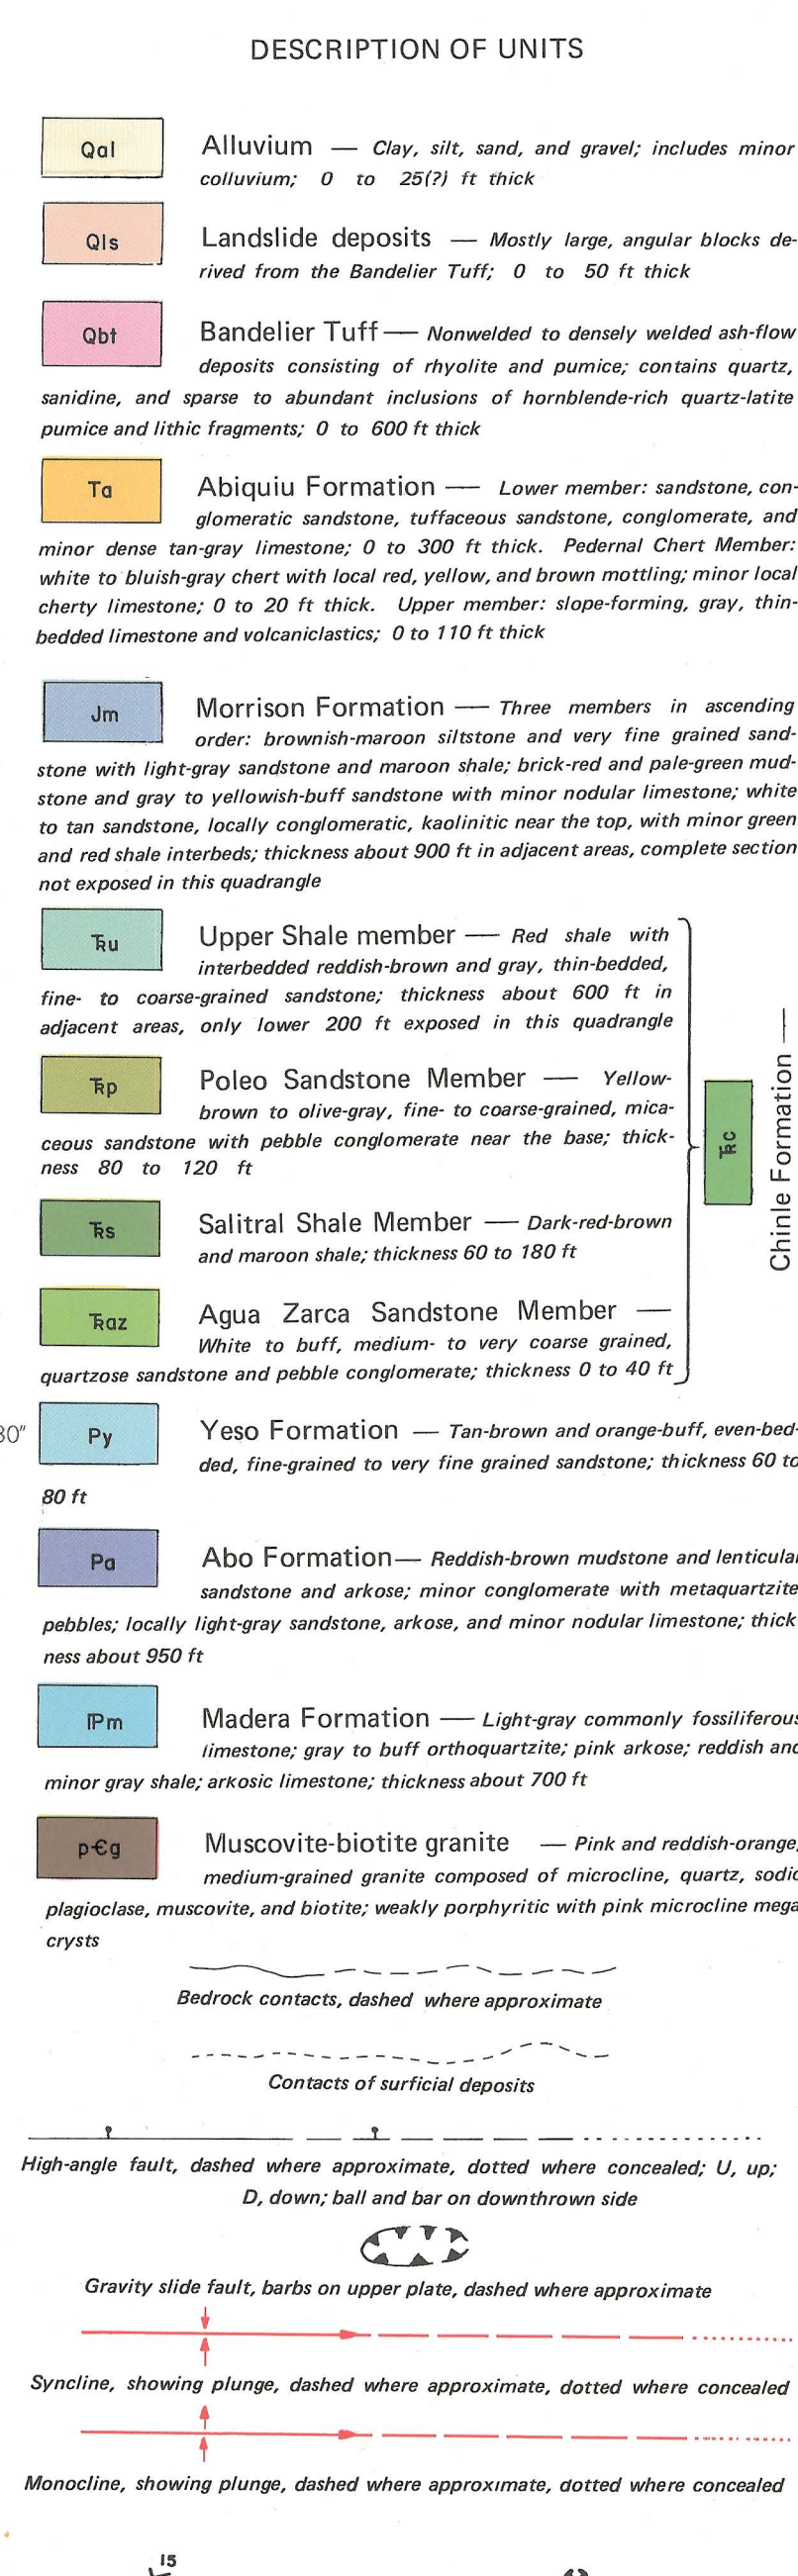 DESCRIPTION OF UNITS
Qal Alluvium — Clay, silt, sand, and gravel; includes minor
colluvium; 0 to 25(?) ft thick
Qls Landslide deposits — Mostly large, angular blocks de-
rived from the Bandelier Tuff; 0 to 50 ft thick
Qbt Bandelier Tuff — Nonwelded to densely welded ash-flow
deposits consisting of rhyolite and pumice; contains quartz,
sanidine, and sparse to abundant inclusions of hornblende-rich quartz-latite
pumice and lithic fragments; 0 to 600 ft thick
Ta Abiquiu Formation — Lower member: sandstone, con-
glomeratic sandstone, tuffaceous sandstone, conglomerate, and
minor dense tan-gray limestone; 0 to 300 ft thick. Pedernal Chert Member:
white to bluish-gray chert with local red, yellow, and brown mottling; minor local
cherty limestone; 0 to 20 ft thick. Upper member: slope-forming, gray, thin-
bedded limestone and volcaniclastics; 0 to 110 ft thick
Jm Morrison Formation — Three members in ascending
order: brownish-maroon siltstone and very fine grained sand-
stone with light-gray sandstone and maroon shale; brick-red and pale-green mud-
stone and gray to yellowish-buff sandstone with minor nodular limestone; white
to tan sandstone, locally conglomeratic, kaolinitic near the top, with minor green
and red shale interbeds; thickness about 900 ft in adjacent areas, complete section
not exposed in this quadrangle
Ꞃu Upper Shale member — Red shale with
interbedded reddish-brown and gray, thin-bedded,
fine- to coarse-grained sandstone; thickness about 600 ft in
adjacent areas, only lower 200 ft exposed in this quadrangle
Ꞃp Poleo Sandstone Member — Yellow-
brown to olive-gray, fine- to coarse-grained, mica-
ceous sandstone with pebble conglomerate near the base; thick-
ness 80 to 120 ft
Ꞃs Salitral Shale Member — Dark-red-brown
and maroon shale; thickness 60 to 180 ft
Ꞃaz Agua Zarca Sandstone Member —
White to buff, medium- to very coarse grained,
quartzose sandstone and pebble conglomerate; thickness 0 to 40 ft
Ꞃc
Chinle Formation —
30"
Py Yeso Formation — Tan-brown and orange-buff, even-bed-
ded, fine-grained to very fine grained sandstone; thickness 60 to
80 ft
Pa Abo Formation — Reddish-brown mudstone and lenticular
sandstone and arkose; minor conglomerate with metaquartzite
pebbles; locally light-gray sandstone, arkose, and minor nodular limestone; thick
ness about 950 ft
ℙm Madera Formation — Light-gray commonly fossiliferous
limestone; gray to buff orthoquartzite; pink arkose; reddish and
minor gray shale; arkosic limestone; thickness about 700 ft
p€g Muscovite-biotite granite — Pink and reddish-orange,
medium-grained granite composed of microcline, quartz, sodic
plagioclase, muscovite, and biotite; weakly porphyritic with pink microcline mega
crysts
Bedrock contacts, dashed where approximate
Contacts of surficial deposits
High-angle fault, dashed where approximate, dotted where concealed; U, up;
D, down; ball and bar on downthrown side
Gravity slide fault, barbs on upper plate, dashed where approximate
Syncline, showing plunge, dashed where approximate, dotted where concealed
Monocline, showing plunge, dashed where approximate, dotted where concealed
15